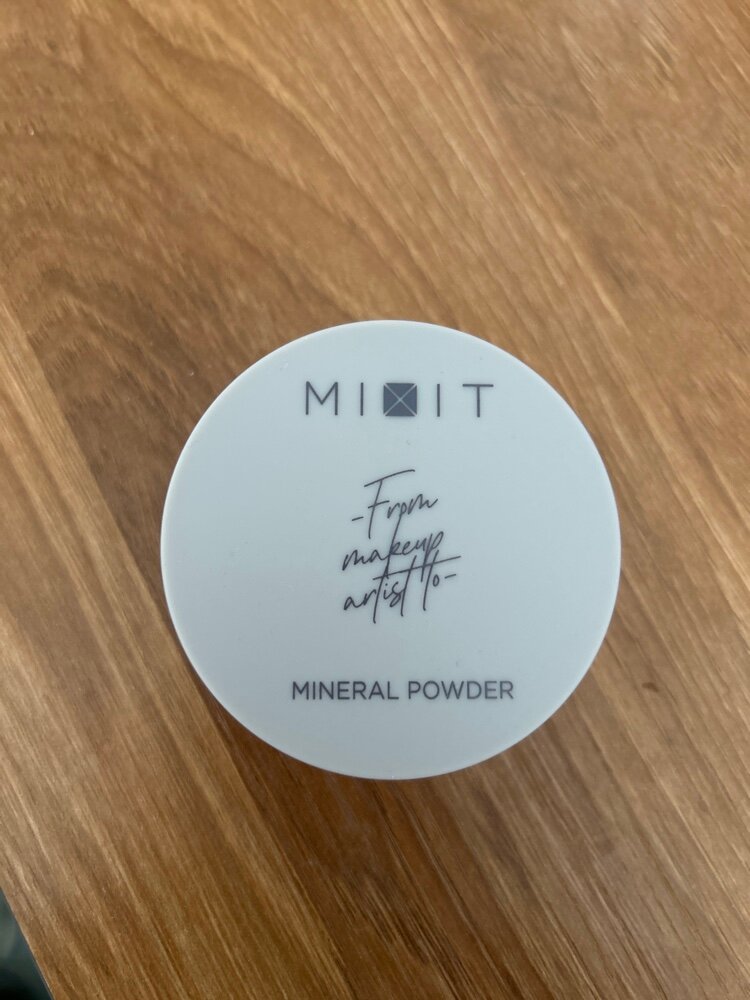 MIXIT
-From
makeup
artist to-
MINERAL POWDER